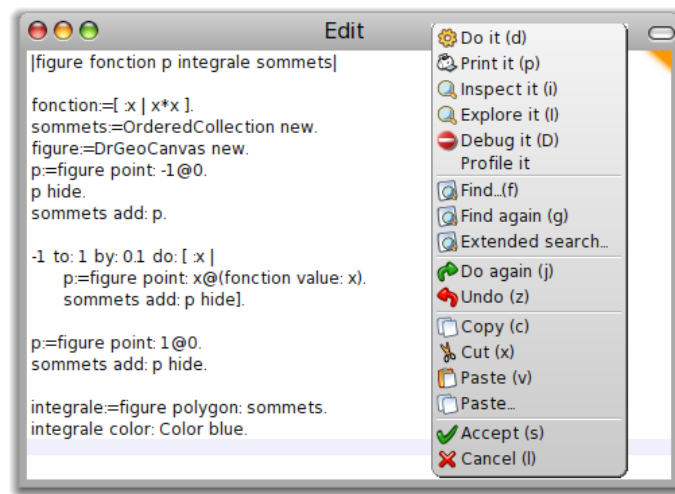 Edit
|figure fonction p integrale sommets|
fonction:=[ :x | x*x ].
sommets:=OrderedCollection new.
figure:=DrGeoCanvas new.
p:=figure point: -1@0.
p hide.
sommets add: p.
-1 to: 1 by: 0.1 do: [ :x |
p:=figure point: x@(fonction value: x).
sommets add: p hide].
p:=figure point: 1@0.
sommets add: p hide.
integrale:=figure polygon: sommets.
integrale color: Color blue.
Do it (d)
Print it (p)
Inspect it (i)
Explore it (I)
Debug it (D)
Profile it
Find...(f)
Find again (g)
Extended search...
Do again (j)
Undo (z)
Copy (c)
Cut (x)
Paste (v)
Paste...
Accept (s)
Cancel (l)